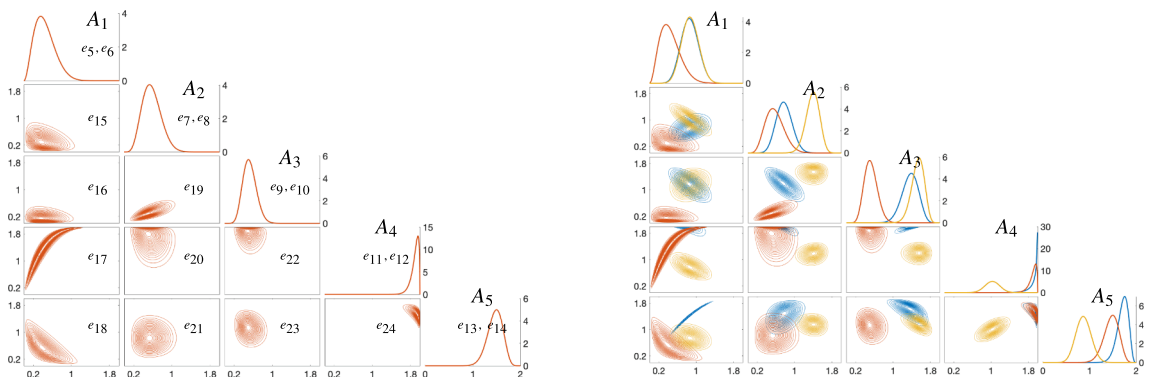 A₁ 4 A₁ 4
e₅, e₆ 2 2
0 0
1.8 A₂ 4 1.8 A₂ 6
1 e₁₅ e₇, e₈ 2 1 4
2
0.2 0 0.2 0
1.8 A₃ 6 1.8 A₃ 6
1 e₁₆ e₁₉ e₉, e₁₀ 4 1 4
2 2
0.2 0 0.2 0
1.8 A₄ 15 1.8 A₄ 30
1 e₁₇ e₂₀ e₂₂ e₁₁, e₁₂ 10 1 20
5 10
0.2 0 0.2 0
1.8 A₅ 6 1.8 A₅ 6
1 e₁₈ e₂₁ e₂₃ e₂₄ e₁₃, e₁₄ 4 1 4
2 2
0.2 0 0.2 0
0.2 1 1.8 0.2 1 1.8 0.2 1 1.8 0.2 1 1.8 0 1 2 0.2 1 1.8 0.2 1 1.8 0.2 1 1.8 0.2 1 1.8 0 1 2